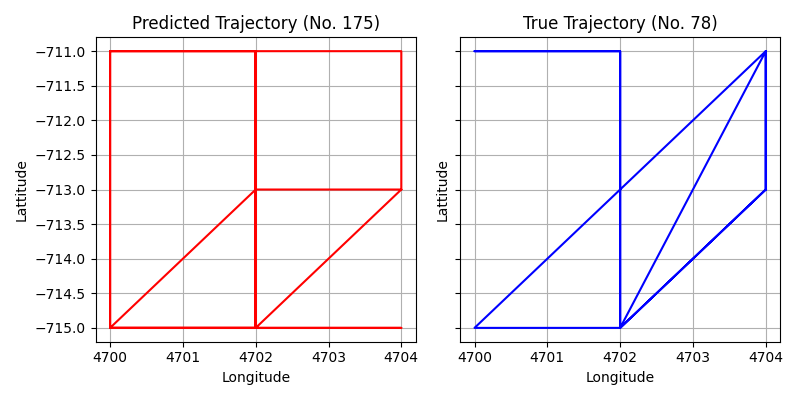 Predicted Trajectory (No. 175)
True Trajectory (No. 78)
−711.0
−711.5
−712.0
−712.5
−713.0
−713.5
−714.0
−714.5
−715.0
Lattitude
Lattitude
4700 4701 4702 4703 4704
4700 4701 4702 4703 4704
Longitude
Longitude